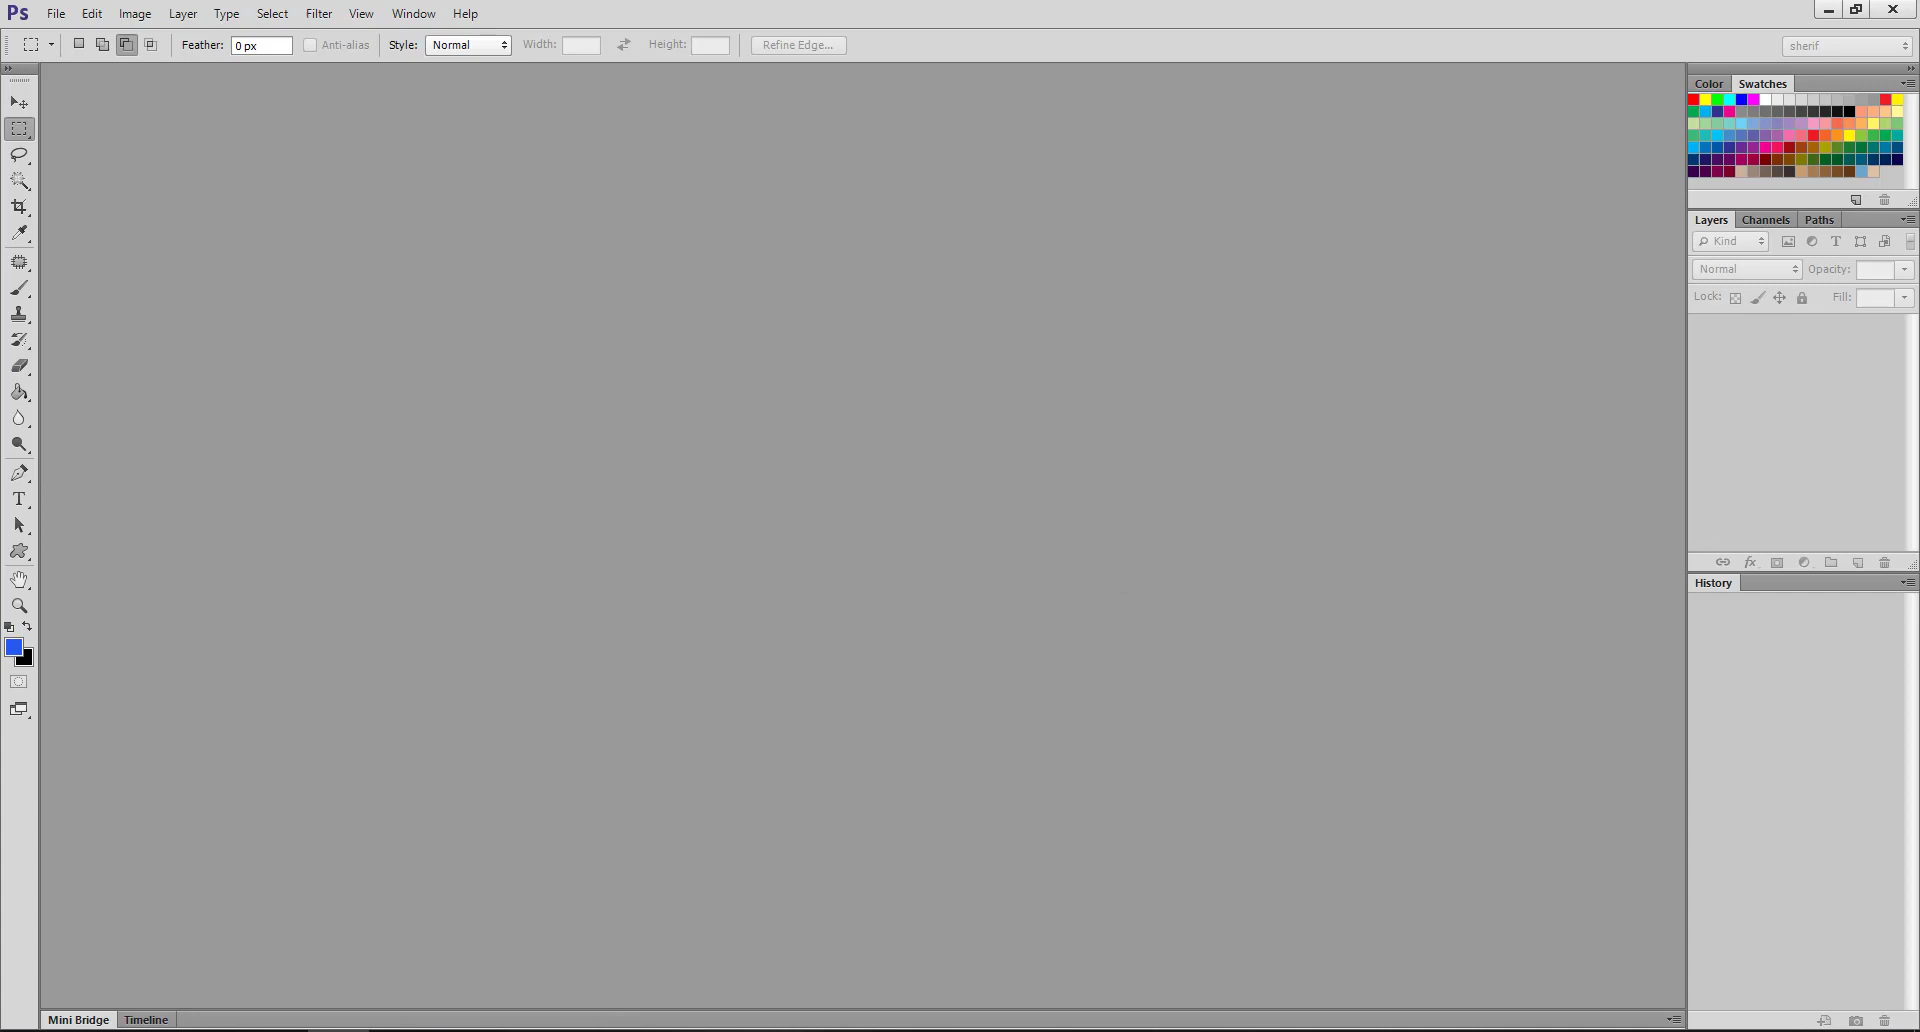 Ps File Edit Image Layer Type Select Filter View Window Help
Feather: 0 px Anti-alias Style: Normal Width: Height: Refine Edge... sherif
Color Swatches
Layers Channels Paths
Kind T
Normal Opacity:
Lock: Fill:
T
fx
History
Mini Bridge Timeline